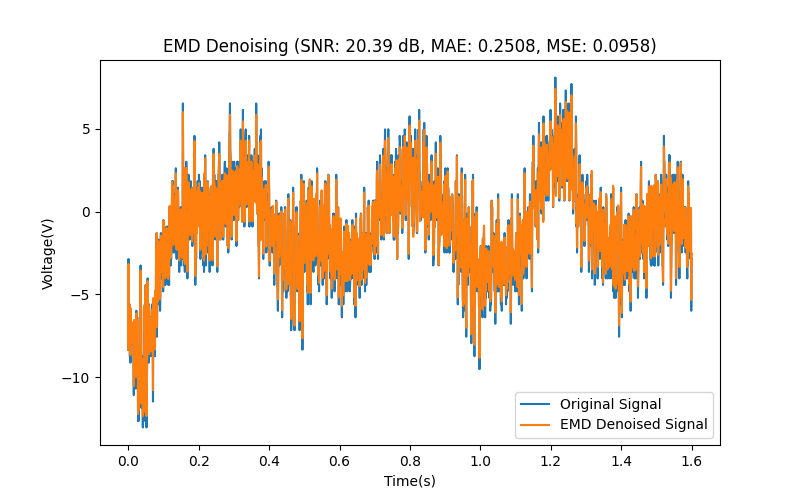 EMD Denoising (SNR: 20.39 dB, MAE: 0.2508, MSE: 0.0958)
5
0
−5
−10
Voltage(V)
0.0 0.2 0.4 0.6 0.8 1.0 1.2 1.4 1.6
Time(s)
Original Signal
EMD Denoised Signal